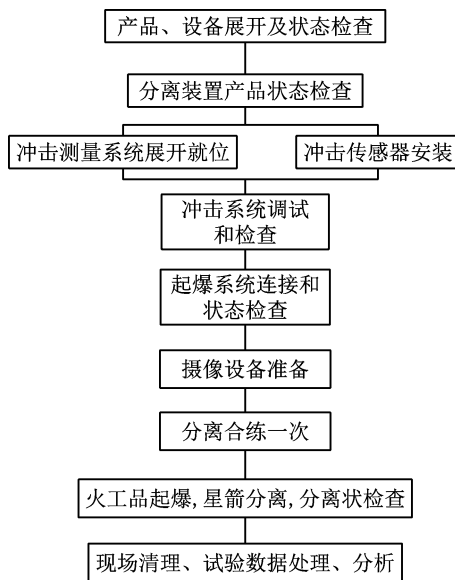 产品、设备展开及状态检查
分离装置产品状态检查
冲击测量系统展开就位
冲击传感器安装
冲击系统调试
和检查
起爆系统连接和
状态检查
摄像设备准备
分离合练一次
火工品起爆,星箭分离,分离状检查
现场清理、试验数据处理、分析